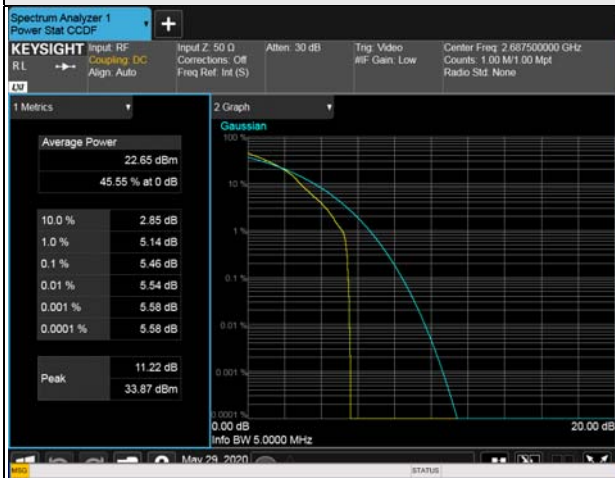 Spectrum Analyzer 1
Power Stat CCDF
+
KEYSIGHT
RL
LXI
Input: RF
Coupling: DC
Align: Auto
Input Z: 50 Ω
Corrections: Off
Freq Ref: Int (S)
Atten: 30 dB
Trig: Video
#IF Gain: Low
Center Freq: 2.687500000 GHz
Counts: 1.00 M/1.00 Mpt
Radio Std: None
1 Metrics
Average Power
22.65 dBm
45.55 % at 0 dB
10.0 % 2.85 dB
1.0 % 5.14 dB
0.1 % 5.46 dB
0.01 % 5.54 dB
0.001 % 5.58 dB
0.0001 % 5.58 dB
Peak
11.22 dB
33.87 dBm
2 Graph
Gaussian
100 %
10 %
1 %
0.1 %
0.01 %
0.001 %
0.0001 %
0.00 dB
20.00 dB
Info BW 5.0000 MHz
May 29, 2020
MSG
STATUS